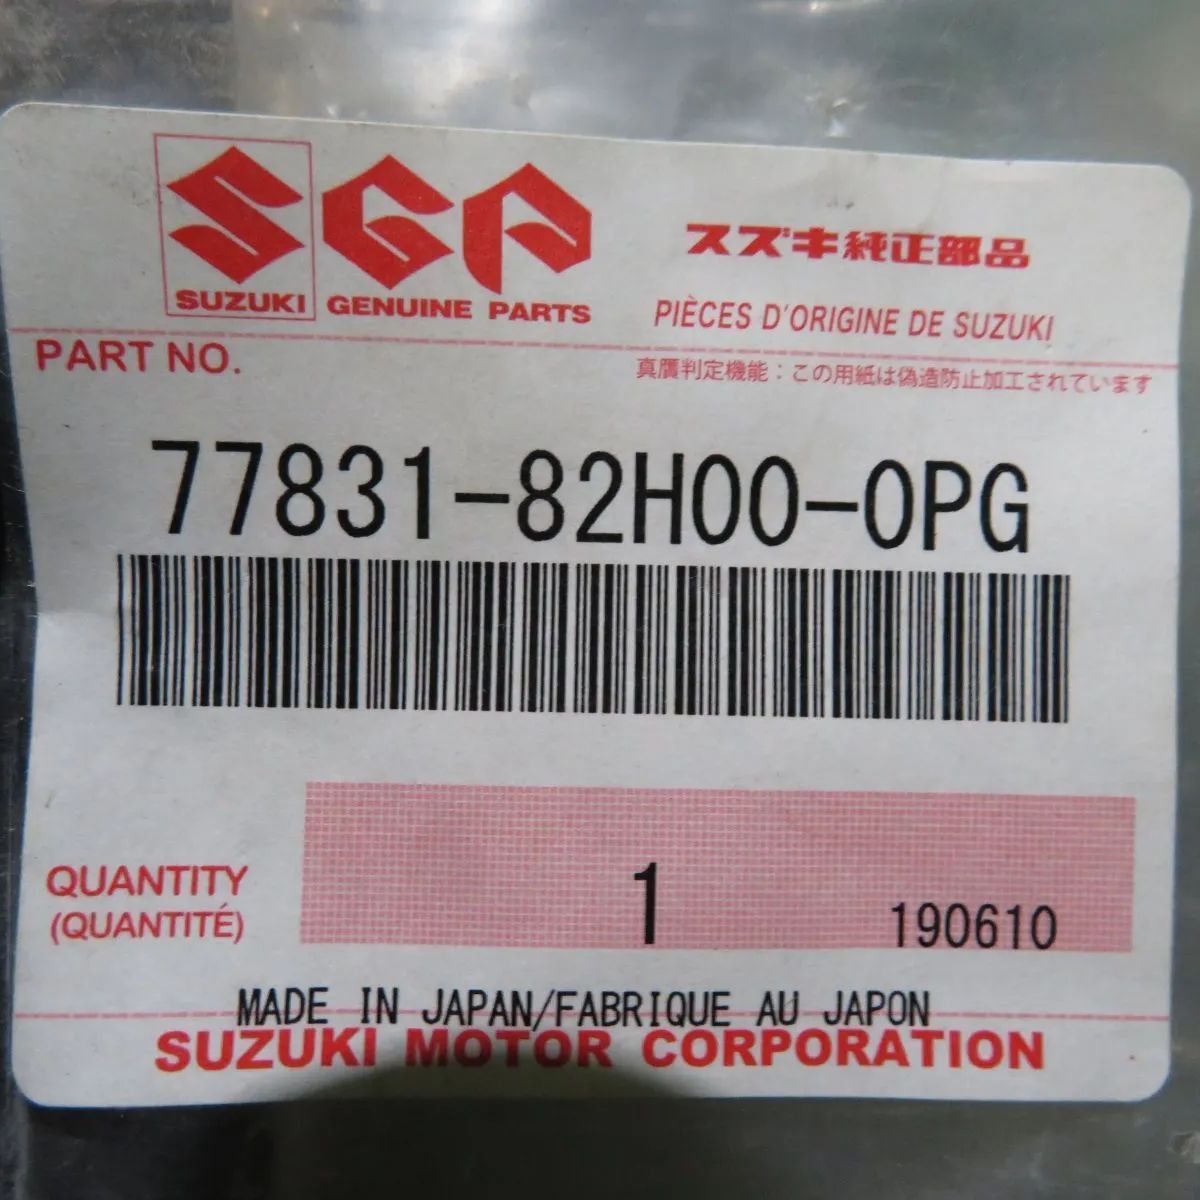 SUZUKI
SGP
GENUINE PARTS
スズキ純正部品
PIÈCES D'ORIGINE DE SUZUKI
PART NO.
真贋判定機能：この用紙は偽造防止加工されています
77831-82H00-0PG
QUANTITY
(QUANTITÉ)
1
190610
MADE IN JAPAN/FABRIQUE AU JAPON
SUZUKI MOTOR CORPORATION